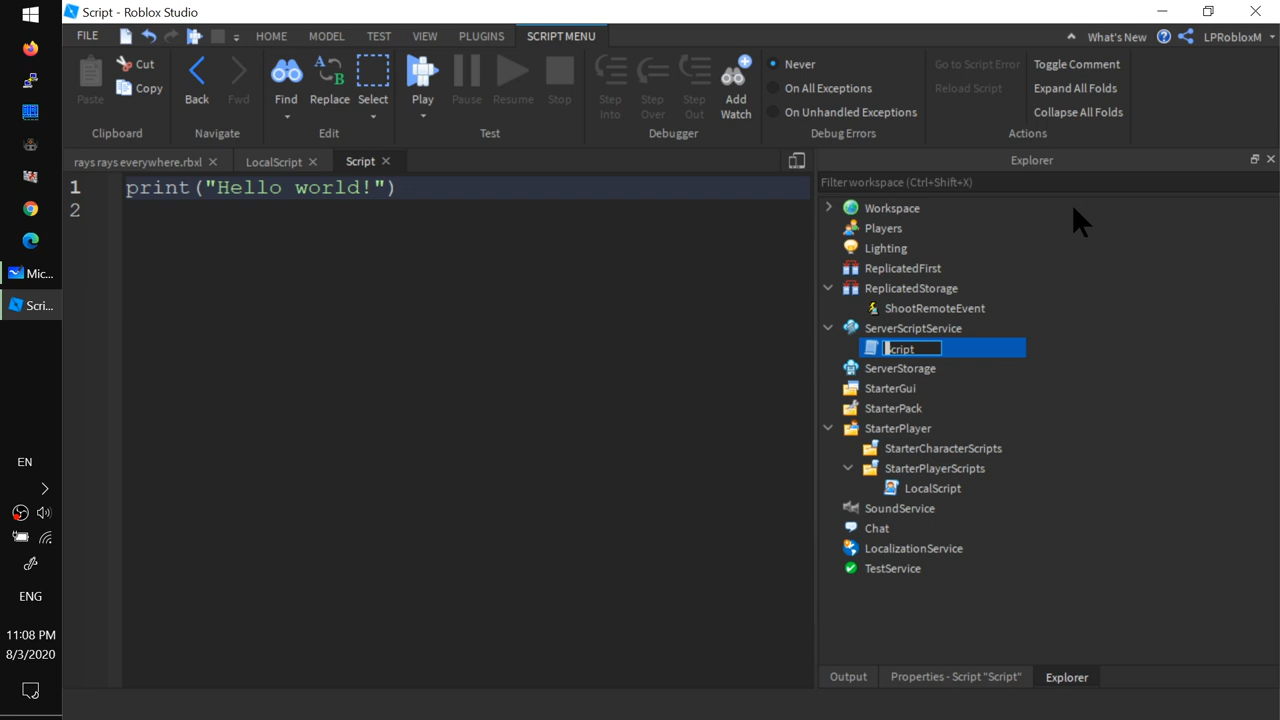 Script - Roblox Studio
FILE HOME MODEL TEST VIEW PLUGINS SCRIPT MENU What's New LPRobloxM
Paste Cut Copy
Clipboard
Back Fwd
Navigate
Find Replace Select
Edit
Play Pause Resume Stop
Test
Step Into Step Over Step Out Add Watch
Debugger
Never
On All Exceptions
On Unhandled Exceptions
Debug Errors
Go to Script Error Toggle Comment
Reload Script Expand All Folds
Collapse All Folds
Actions
rays rays everywhere.rbxl LocalScript Script
1 print("Hello world!")
2
Explorer
Filter workspace (Ctrl+Shift+X)
Workspace
Players
Lighting
ReplicatedFirst
ReplicatedStorage
ShootRemoteEvent
ServerScriptService
Script
ServerStorage
StarterGui
StarterPack
StarterPlayer
StarterCharacterScripts
StarterPlayerScripts
LocalScript
SoundService
Chat
LocalizationService
TestService
Output Properties - Script "Script" Explorer
Mic...
Scri...
EN
ENG
11:08 PM
8/3/2020